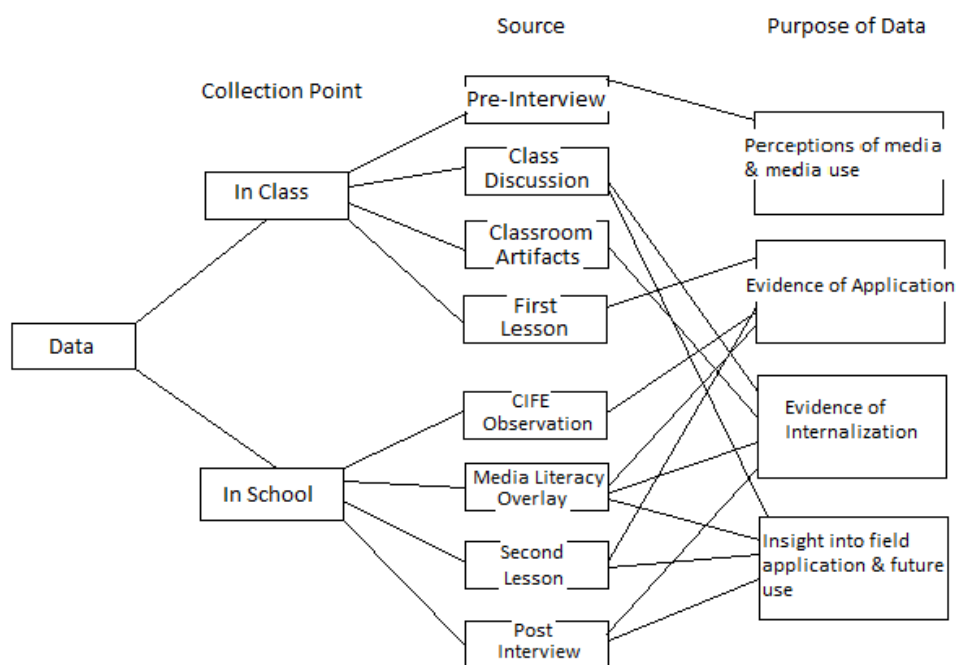 Source
Purpose of Data
Collection Point
Pre-Interview
Class
Discussion
Classroom
Artifacts
First
Lesson
In Class
Data
In School
CIFE
Observation
Media Literacy
Overlay
Second
Lesson
Post
Interview
Perceptions of media
& media use
Evidence of Application
Evidence of
Internalization
Insight into field
application & future
use